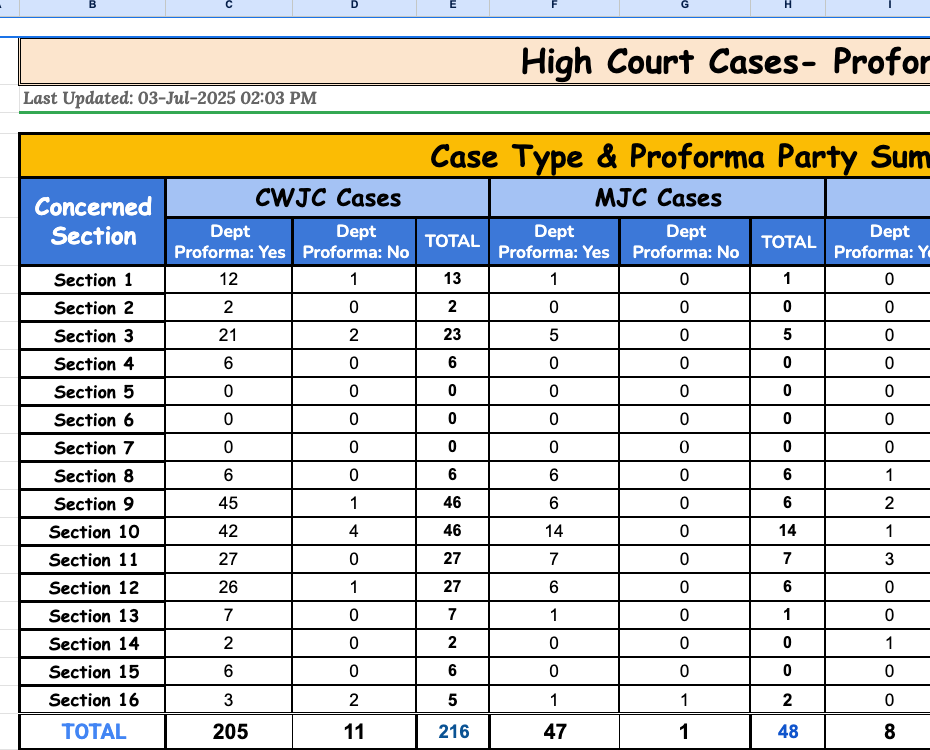 B C D E F G H I
High Court Cases- Profor
Last Updated: 03-Jul-2025 02:03 PM
Case Type & Proforma Party Sum
Concerned Section CWJC Cases MJC Cases
Dept Proforma: Yes Dept Proforma: No TOTAL Dept Proforma: Yes Dept Proforma: No TOTAL Dept Proforma: Y
Section 1 12 1 13 1 0 1 0
Section 2 2 0 2 0 0 0 0
Section 3 21 2 23 5 0 5 0
Section 4 6 0 6 0 0 0 0
Section 5 0 0 0 0 0 0 0
Section 6 0 0 0 0 0 0 0
Section 7 0 0 0 0 0 0 0
Section 8 6 0 6 6 0 6 1
Section 9 45 1 46 6 0 6 2
Section 10 42 4 46 14 0 14 1
Section 11 27 0 27 7 0 7 3
Section 12 26 1 27 6 0 6 0
Section 13 7 0 7 1 0 1 0
Section 14 2 0 2 0 0 0 1
Section 15 6 0 6 0 0 0 0
Section 16 3 2 5 1 1 2 0
TOTAL 205 11 216 47 1 48 8